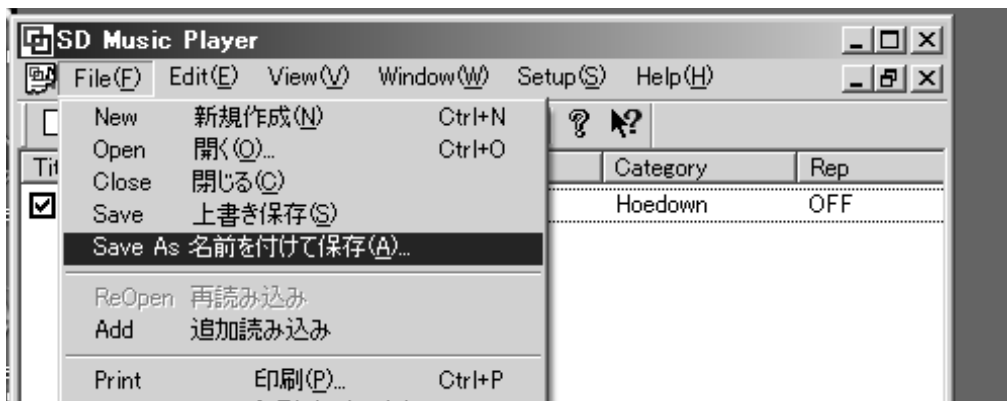 SD Music Player
File(F) Edit(E) View(V) Window(W) Setup(S) Help(H)
New 新規作成(N) Ctrl+N
Open 開く(O)... Ctrl+O
Close 閉じる(C)
Save 上書き保存(S)
Save As 名前を付けて保存(A)...
ReOpen 再読み込み
Add 追加読み込み
Print 印刷(P)... Ctrl+P
Tit Category Rep
Hoedown OFF